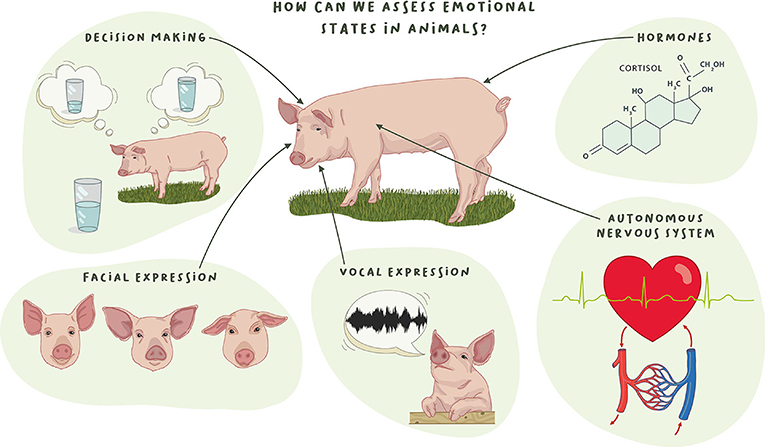 HOW CAN WE ASSESS EMOTIONAL
STATES IN ANIMALS?
DECISION MAKING
HORMONES
CORTISOL
O
CH₂OH
C
H₃C
OH
HO
H₃C
O
FACIAL EXPRESSION
VOCAL EXPRESSION
AUTONOMOUS
NERVOUS SYSTEM